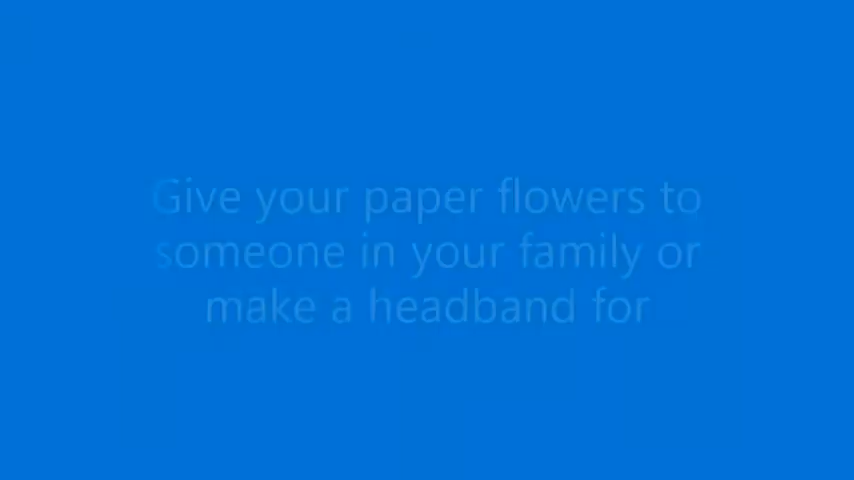 Give your paper flowers to
someone in your family or
make a headband for